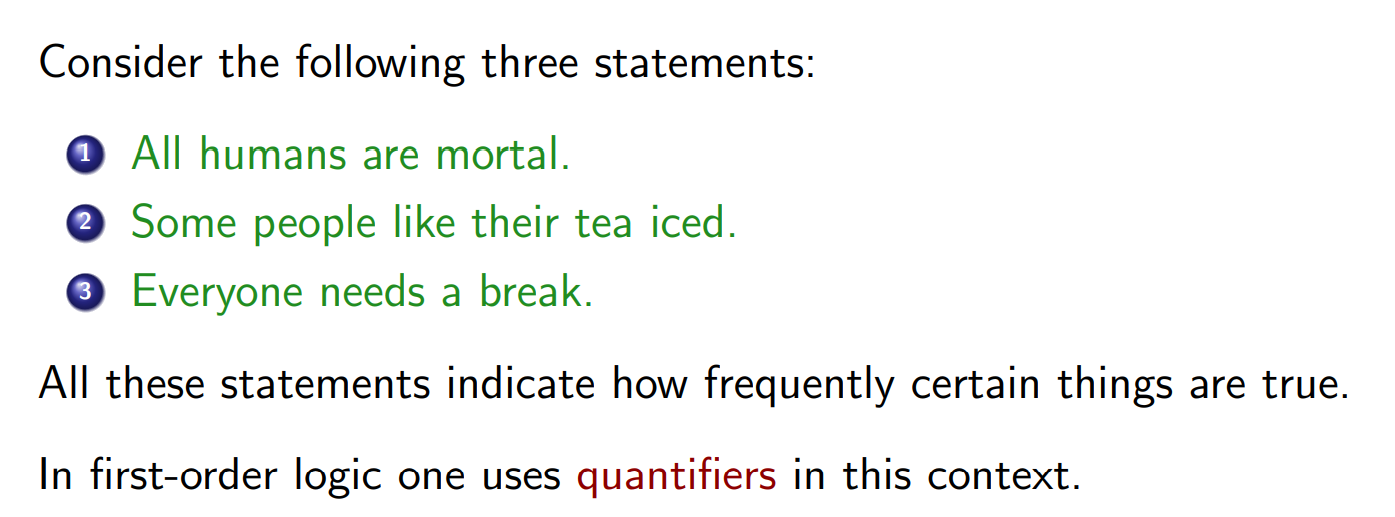 Consider the following three statements:
1 All humans are mortal.
2 Some people like their tea iced.
3 Everyone needs a break.
All these statements indicate how frequently certain things are true.
In first-order logic one uses quantifiers in this context.